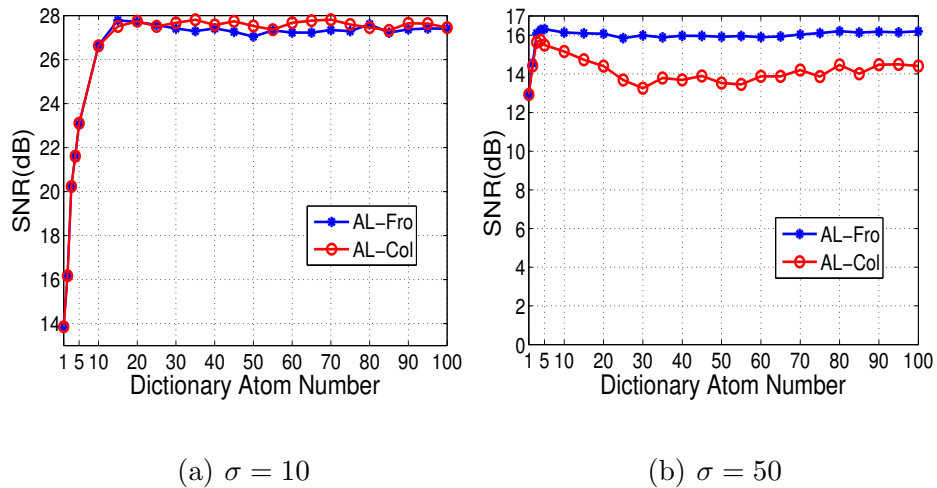 28
26
24
22
20
18
16
14
SNR(dB)
AL-Fro
AL-Col
1 5 10 20 30 40 50 60 70 80 90 100
Dictionary Atom Number
(a) σ = 10
17
16
14
12
10
8
6
4
2
0
SNR(dB)
AL-Fro
AL-Col
1 5 10 20 30 40 50 60 70 80 90 100
Dictionary Atom Number
(b) σ = 50